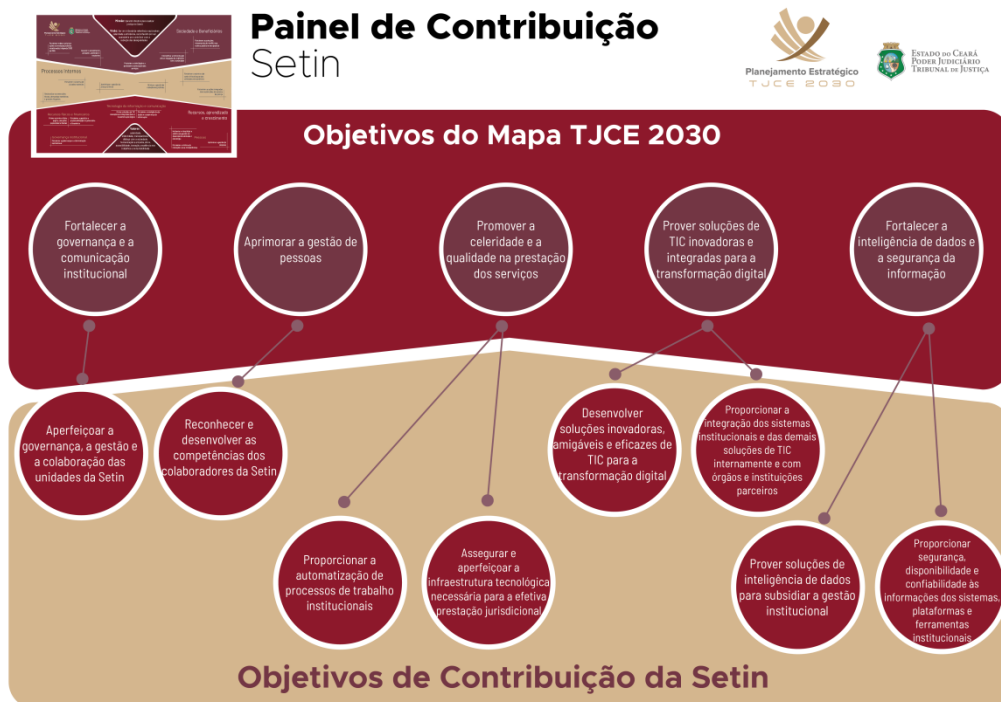 Painel de Contribuição
Setin
Planejamento Estratégico
TJCE 2030
ESTADO DO CEARÁ
PODER JUDICIÁRIO
TRIBUNAL DE JUSTIÇA
Objetivos do Mapa TJCE 2030
Fortalecer a
governança e a
comunicação
institucional
Aprimorar a gestão de
pessoas
Promover a
celeridade e a
qualidade na prestação
dos serviços
Prover soluções de
TIC inovadoras e
integradas para a
transformação digital
Fortalecer a
inteligência de dados e
a segurança da
informação
Aperfeiçoar a
governança, a gestão e
a colaboração das
unidades da Setin
Reconhecer e
desenvolver as
competências dos
colaboradores da Setin
Desenvolver
soluções inovadoras,
amigáveis e eficazes de
TIC para a
transformação digital
Proporcionar a
integração dos sistemas
institucionais e das demais
soluções de TIC
internamente e com
órgãos e instituições
parceiros
Proporcionar a
automatização de
processos de trabalho
institucionais
Assegurar e
aperfeiçoar a
infraestrutura tecnológica
necessária para a efetiva
prestação jurisdicional
Prover soluções de
inteligência de dados
para subsidiar a gestão
institucional
Proporcionar
segurança,
disponibilidade e
confiabilidade às
informações dos sistemas,
plataformas e
ferramentas
institucionais
Objetivos de Contribuição da Setin